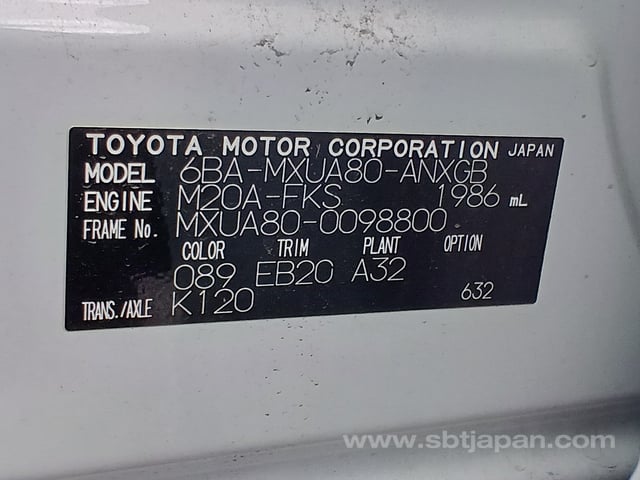 TOYOTA MOTOR CORPORATION JAPAN
MODEL 6BA-MXUA80-ANXGB
ENGINE M20A-FKS 1986 mL
FRAME No. MXUA80-0098800
COLOR TRIM PLANT OPTION
089 EB20 A32
TRANS./AXLE K120 632
www.sbtjapan.com